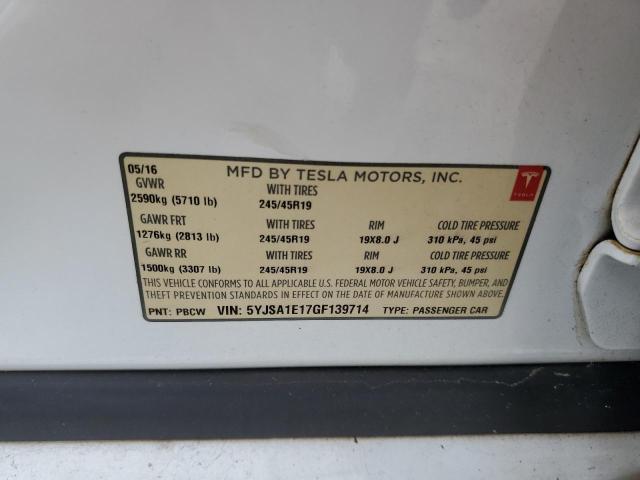 05/16 MFD BY TESLA MOTORS, INC.
GVWR WITH TIRES
2590kg (5710 lb) 245/45R19
TESLA
GAWR FRT WITH TIRES RIM COLD TIRE PRESSURE
1276kg (2813 lb) 245/45R19 19X8.0 J 310 kPa, 45 psi
GAWR RR WITH TIRES RIM COLD TIRE PRESSURE
1500kg (3307 lb) 245/45R19 19X8.0 J 310 kPa, 45 psi
THIS VEHICLE CONFORMS TO ALL APPLICABLE U.S. FEDERAL MOTOR VEHICLE SAFETY, BUMPER, AND
THEFT PREVENTION STANDARDS IN EFFECT ON THE DATE OF MANUFACTURE SHOWN ABOVE.
PNT: PBCW VIN: 5YJSA1E17GF139714 TYPE: PASSENGER CAR